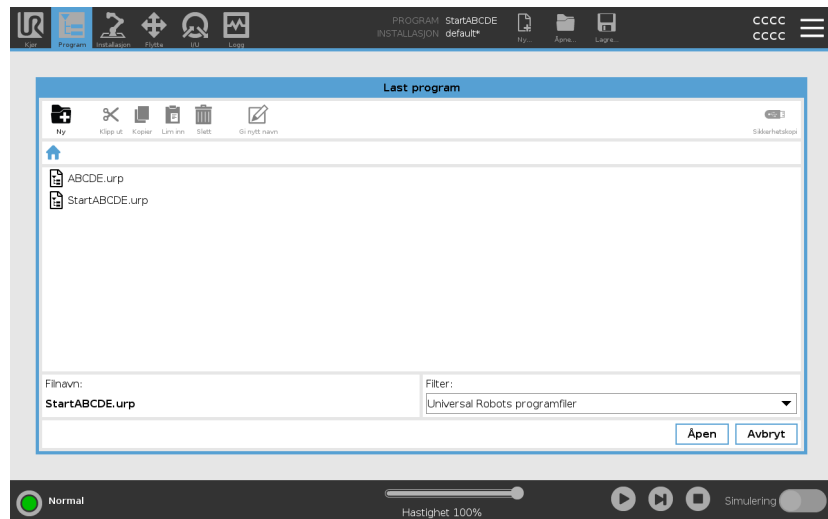 UR
PROGRAM StartABCDE
INSTALLASJON default*
cccc
cccc
Kjør Program Installasjon Flytte I/U Logg
Ny... Åpne... Lagre...
Last program
Ny Klipp ut Kopier Lim inn Slett Gi nytt navn Sikkerhetskopi
ABCDE.urp
StartABCDE.urp
Filnavn: Filter:
StartABCDE.urp Universal Robots programfiler
Åpen Avbryt
Normal Hastighet 100% Simulering